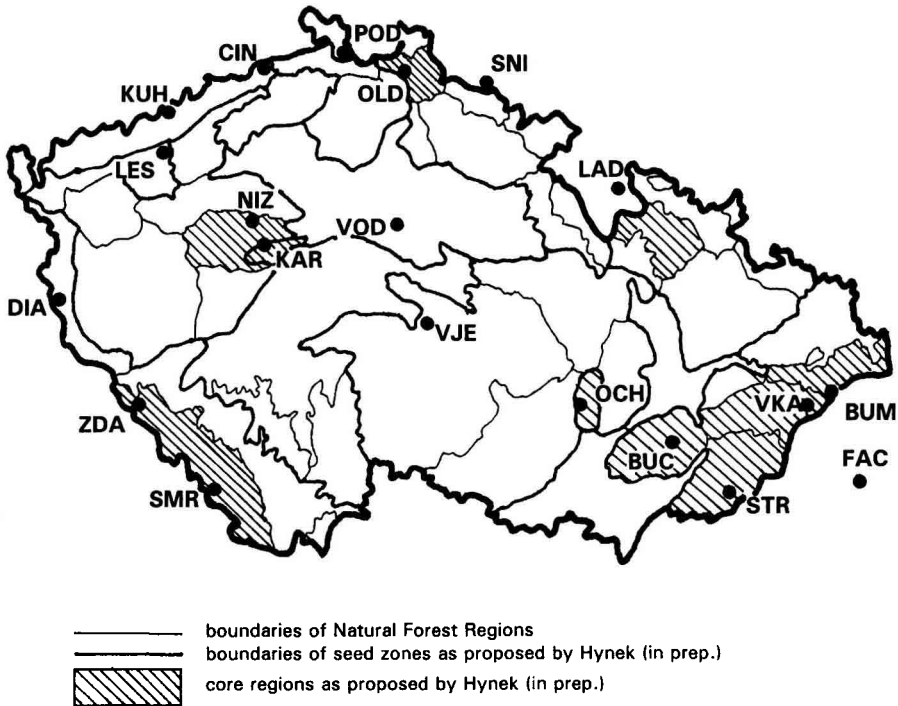 POD
CIN
SNI
OLD
KUH
LES
LAD
NIZ
VOD
KAR
DIA
VJE
OCH
VKA
BUM
ZDA
BUC
FAC
SMR
STR
boundaries of Natural Forest Regions
boundaries of seed zones as proposed by Hynek (in prep.)
core regions as proposed by Hynek (in prep.)